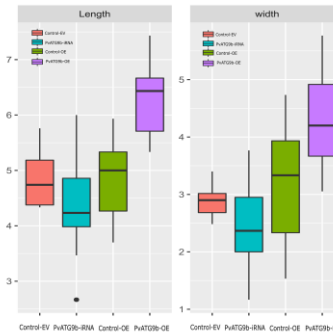 Length
Control-EV
PvATG9b-iRNA
Control-OE
PvATG9b-OE
7
6
5
4
3
Control-EV PvATG9b-iRNA Control-OE PvATG9b-OE
width
Control-EV
PvATG9b-iRNA
Control-OE
PvATG9b-OE
5
4
3
2
1
Control-EV PvATG9b-iRNA Control-OE PvATG9b-OE